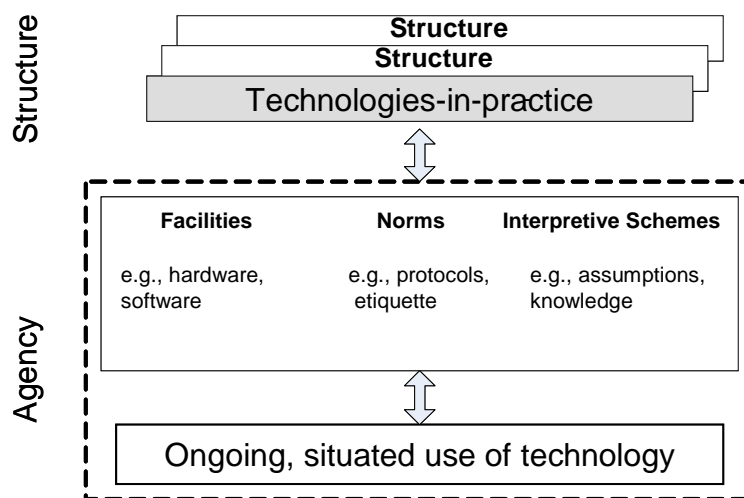 Structure
Structure
Structure
Technologies-in-practice
Agency
Facilities
Norms
Interpretive Schemes
e.g., hardware,
software
e.g., protocols,
etiquette
e.g., assumptions,
knowledge
Ongoing, situated use of technology